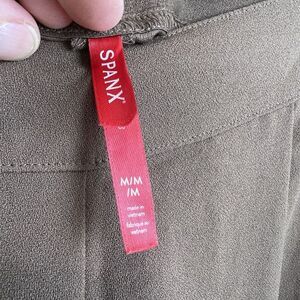 SPANX
M/M
/M
made in
vietnam
fabriqué au
vietnam